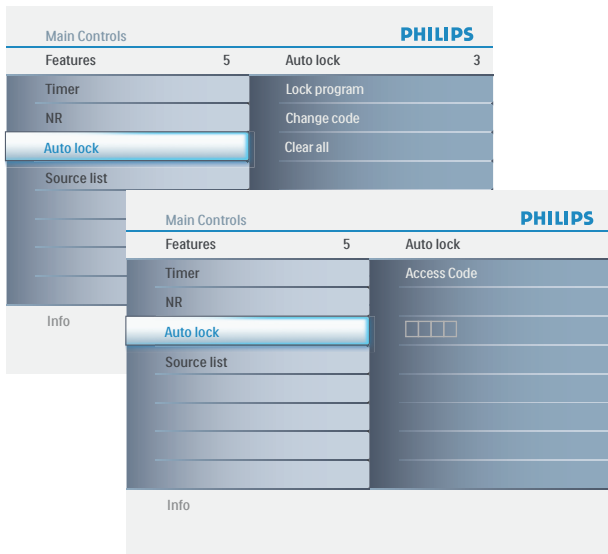 Main Controls PHILIPS
Features 5 Auto lock 3
Timer Lock program
NR Change code
Auto lock Clear all
Source list
Info
Main Controls PHILIPS
Features 5 Auto lock
Timer Access Code
NR
Auto lock
Source list
Info